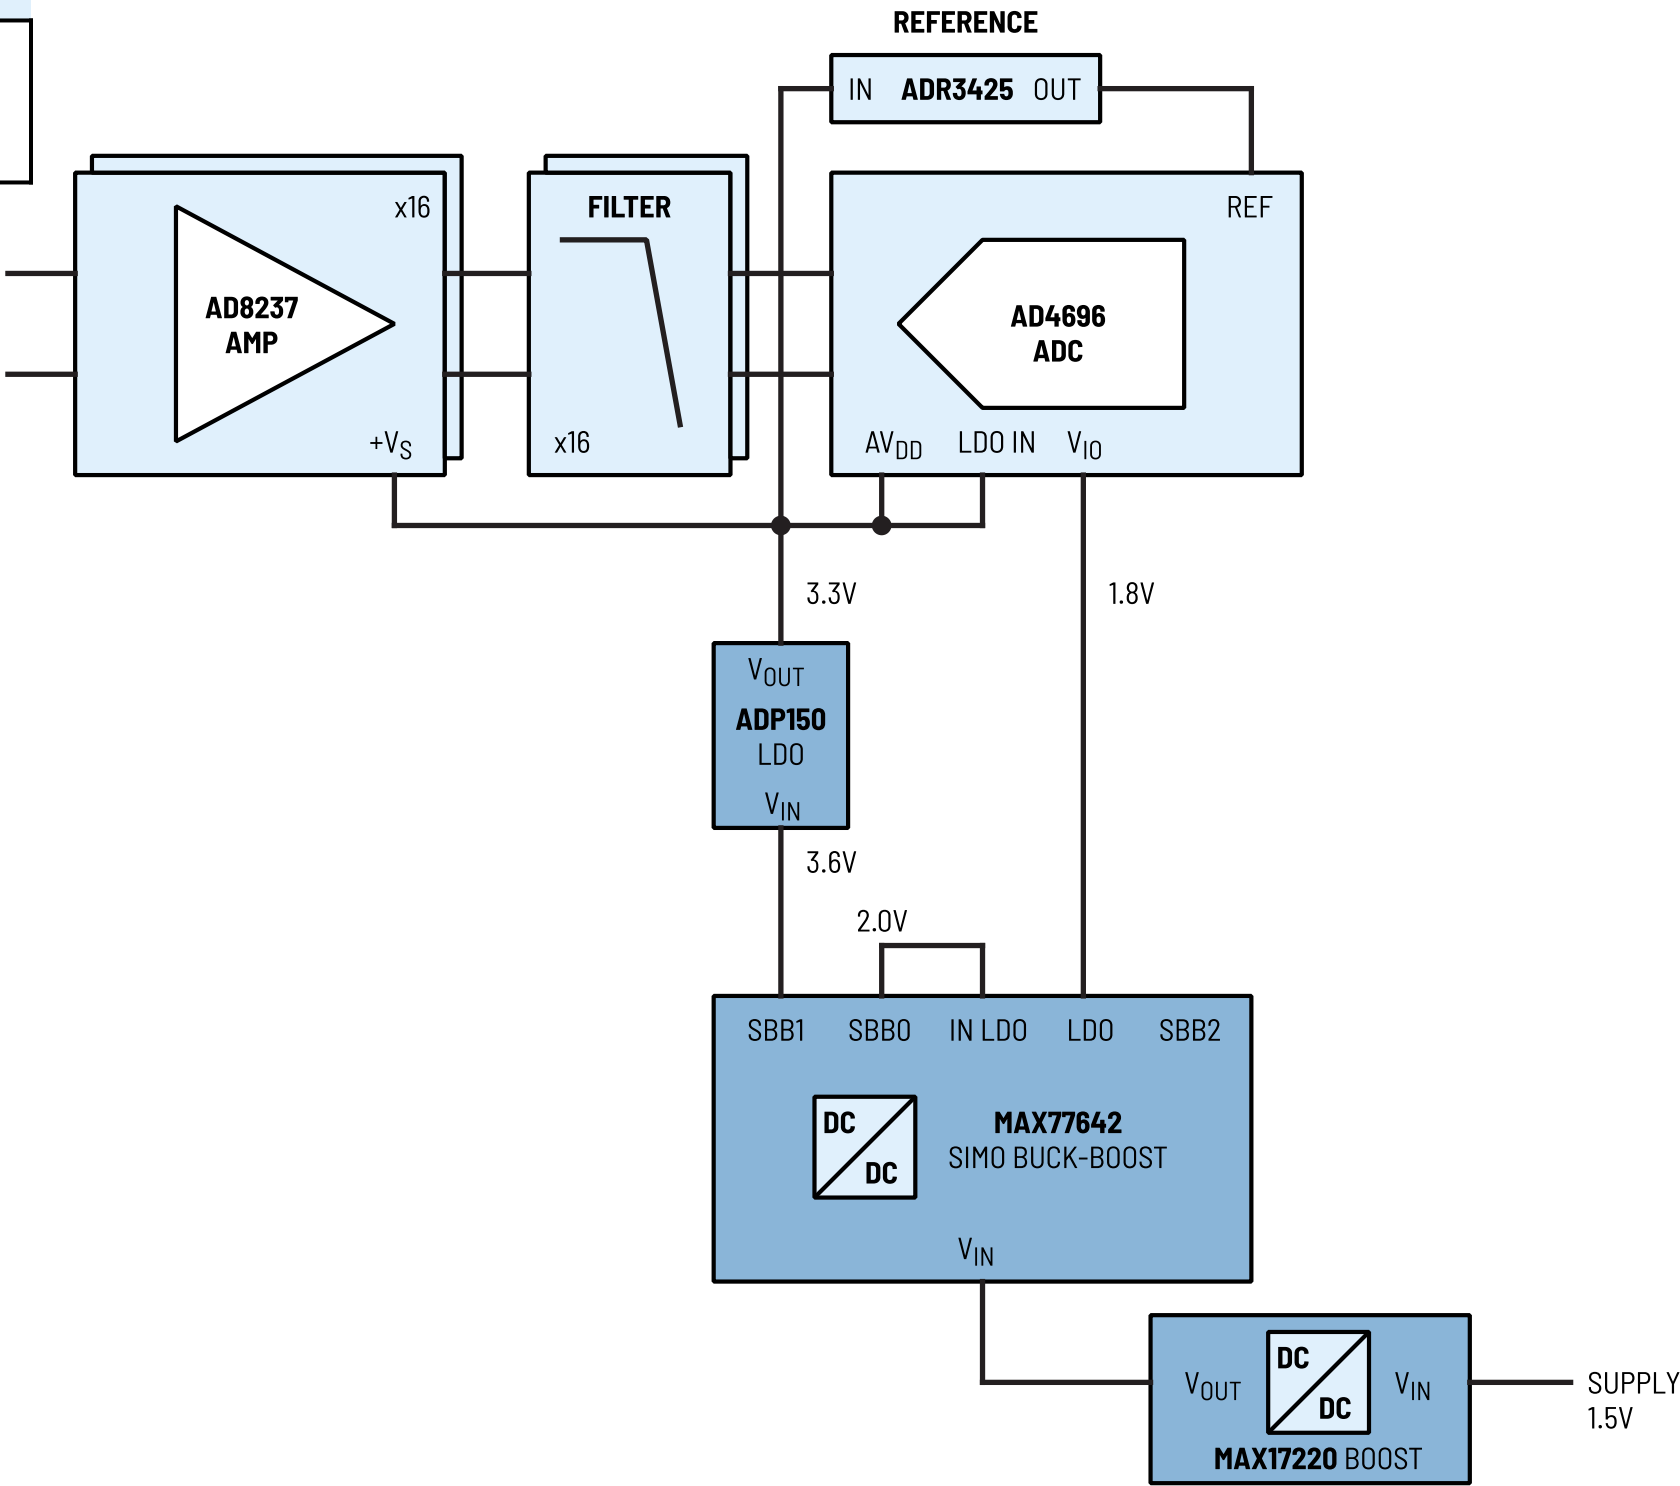 REFERENCE
IN ADR3425 OUT
x16
AD8237
AMP
+VS
FILTER
x16
REF
AD4696
ADC
AVDD LDO IN VIO
3.3V
1.8V
VOUT
ADP150
LDO
VIN
3.6V
2.0V
SBB1 SBB0 IN LDO LDO SBB2
DC
DC
MAX77642
SIMO BUCK-BOOST
VIN
VOUT
DC
DC
VIN
MAX17220 BOOST
SUPPLY
1.5V